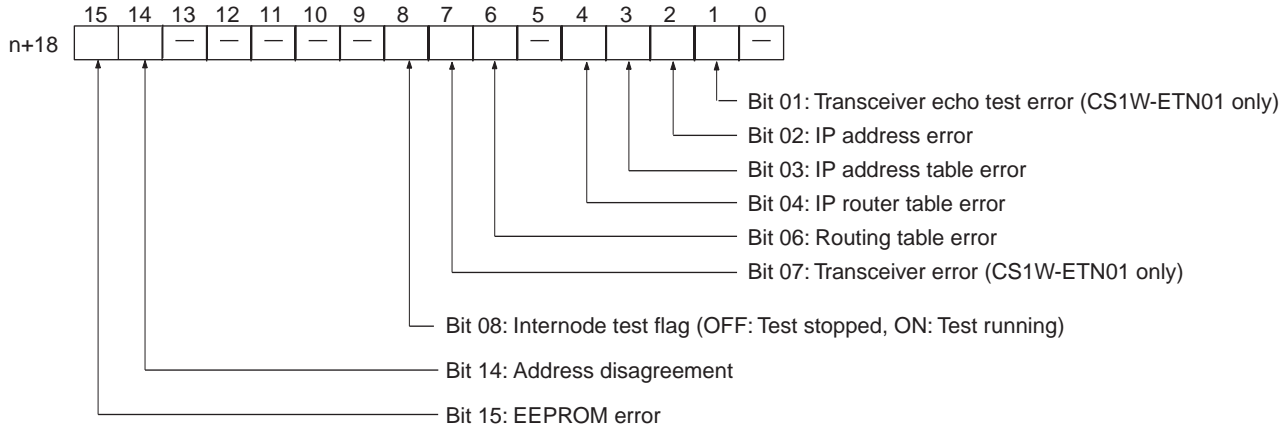 15 14 13 12 11 10 9 8 7 6 5 4 3 2 1 0
n+18 — — — — — — —
Bit 01: Transceiver echo test error (CS1W-ETN01 only)
Bit 02: IP address error
Bit 03: IP address table error
Bit 04: IP router table error
Bit 06: Routing table error
Bit 07: Transceiver error (CS1W-ETN01 only)
Bit 08: Internode test flag (OFF: Test stopped, ON: Test running)
Bit 14: Address disagreement
Bit 15: EEPROM error